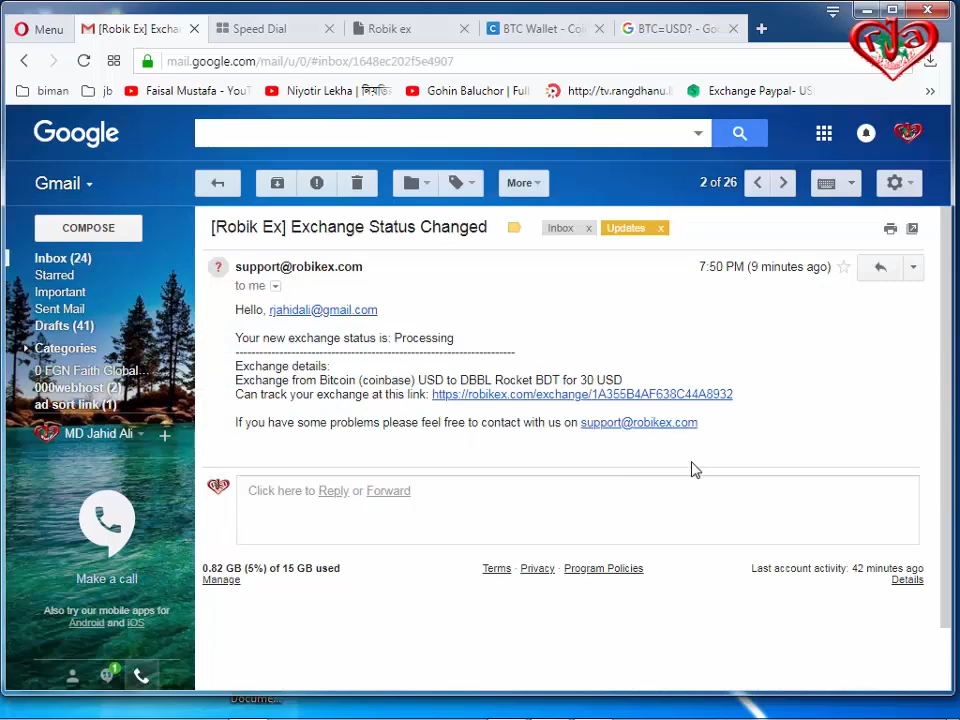 Menu
[Robik Ex] Excha
Speed Dial
Robik ex
BTC Wallet - Coi
BTC=USD? - Go
mail.google.com/mail/u/0/#inbox/1648ec202f5e4907
biman
jb
Faisal Mustafa - YouT
Niyotir Lekha | নিয়তির
Gohin Baluchor | Full
http://tv.rangdhanu.l
Exchange Paypal- US
»
rja
Google
Gmail
More
2 of 26
COMPOSE
Inbox (24)
Starred
Important
Sent Mail
Drafts (41)
Categories
0 FGN Faith Global...
000webhost (2)
ad sort link (1)
MD Jahid Ali
Make a call
Also try our mobile apps for
Android and iOS
1
[Robik Ex] Exchange Status Changed
Inbox x
Updates x
support@robikex.com
7:50 PM (9 minutes ago)
to me
Hello, rjahidali@gmail.com
Your new exchange status is: Processing
----------------------------------------------------------------------
Exchange details:
Exchange from Bitcoin (coinbase) USD to DBBL Rocket BDT for 30 USD
Can track your exchange at this link: https://robikex.com/exchange/1A355B4AF638C44A8932
If you have some problems please feel free to contact with us on support@robikex.com
Click here to Reply or Forward
0.82 GB (5%) of 15 GB used
Manage
Terms · Privacy · Program Policies
Last account activity: 42 minutes ago
Details
Docume...